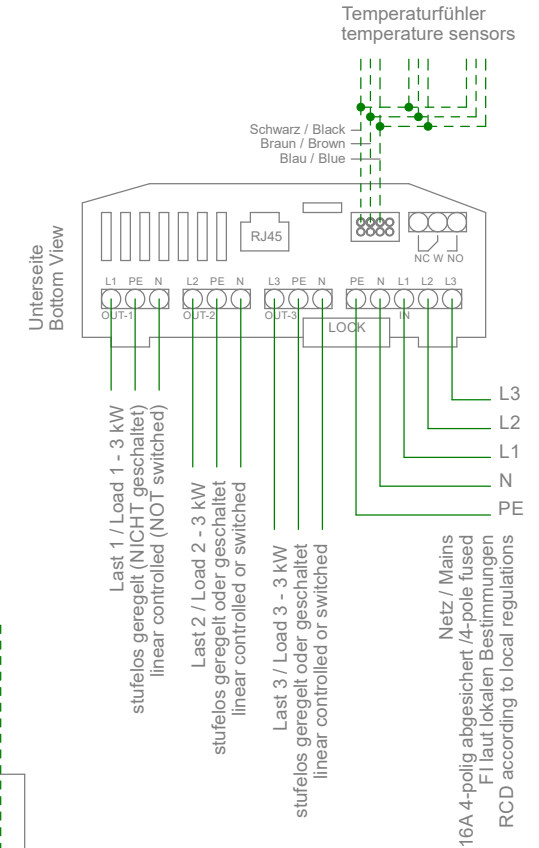 Temperaturfühler
temperature sensors
Schwarz / Black
Braun / Brown
Blau / Blue
Unterseite
Bottom View
RJ45
NC W NO
L1 PE N
OUT-1
L2 PE N
OUT-2
L3 PE N
OUT-3
PE N L1 L2 L3
IN
LOCK
L3
L2
L1
N
PE
Last 1 / Load 1 - 3 kW
stufelos geregelt (NICHT geschaltet)
linear controlled (NOT switched)
Last 2 / Load 2 - 3 kW
stufelos geregelt oder geschaltet
linear controlled or switched
Last 3 / Load 3 - 3 kW
stufelos geregelt oder geschaltet
linear controlled or switched
Netz / Mains
16A 4-polig abgesichert /4-pole fused
FI laut lokalen Bestimmungen
RCD according to local regulations